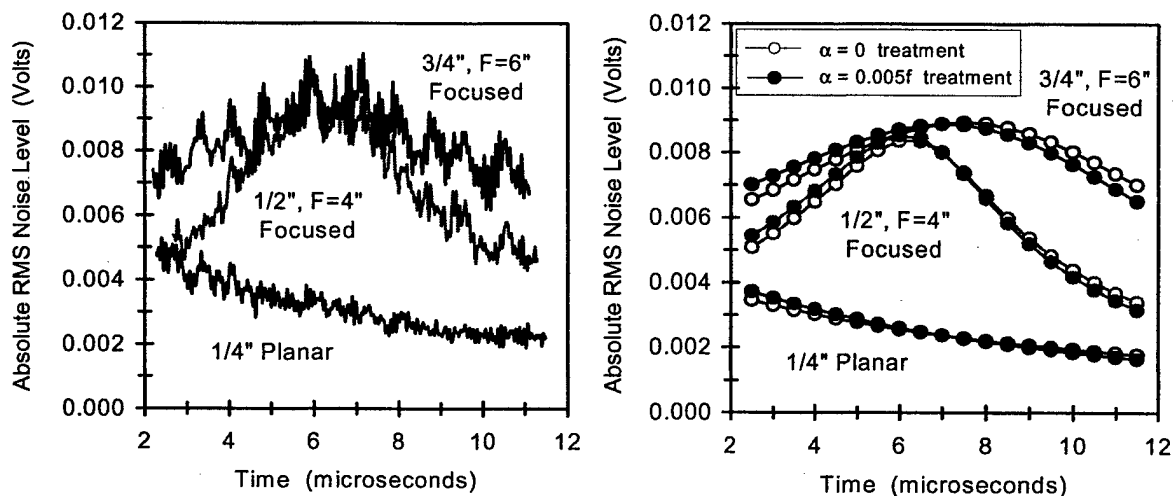 Absolute RMS Noise Level (Volts)
0.012
0.010
0.008
0.006
0.004
0.002
0.000
3/4", F=6"
Focused
1/2", F=4"
Focused
1/4" Planar
2 4 6 8 10 12
Time (microseconds)
Absolute RMS Noise Level (Volts)
0.012
0.010
0.008
0.006
0.004
0.002
0.000
α = 0 treatment
α = 0.005f treatment
3/4", F=6"
Focused
1/2", F=4"
Focused
1/4" Planar
2 4 6 8 10 12
Time (microseconds)